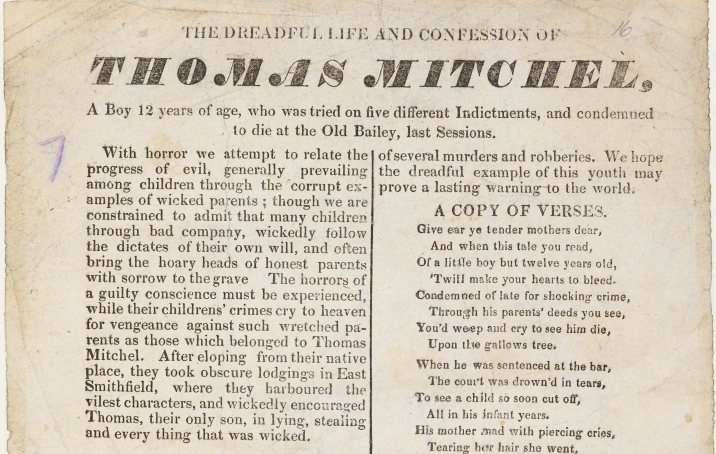 THE DREADFUL LIFE AND CONFESSION OF
16
THOMAS MITCHEL,
A Boy 12 years of age, who was tried on five different Indictments, and condemned
to die at the Old Bailey, last Sessions.
With horror we attempt to relate the
progress of evil, generally prevailing
among children through the corrupt ex-
amples of wicked parents ; though we are
constrained to admit that many children
through bad company, wickedly follow
the dictates of their own will, and often
bring the hoary heads of honest parents
with sorrow to the grave The horrors of
a guilty conscience must be experienced,
while their childrens' crimes cry to heaven
for vengeance against such wretched pa-
rents as those which belonged to Thomas
Mitchel. After eloping from their native
place, they took obscure lodgings in East
Smithfield, where they harboured the
vilest characters, and wickedly encouraged
Thomas, their only son, in lying, stealing
and every thing that was wicked.
of several murders and robberies. We hope
the dreadful example of this youth may
prove a lasting warning to the world.
A COPY OF VERSES.
Give ear ye tender mothers dear,
And when this tale you read,
Of a little boy but twelve years old,
'Twill make your hearts to bleed.
Condemned of late for shocking crime,
Through his parents' deeds you see,
You'd weep and cry to see him die,
Upon the gallows tree.
When he was sentenced at the bar,
The court was drown'd in tears,
To see a child so soon cut off,
All in his infant years.
His mother mad with piercing cries,
Tearing her hair she went,